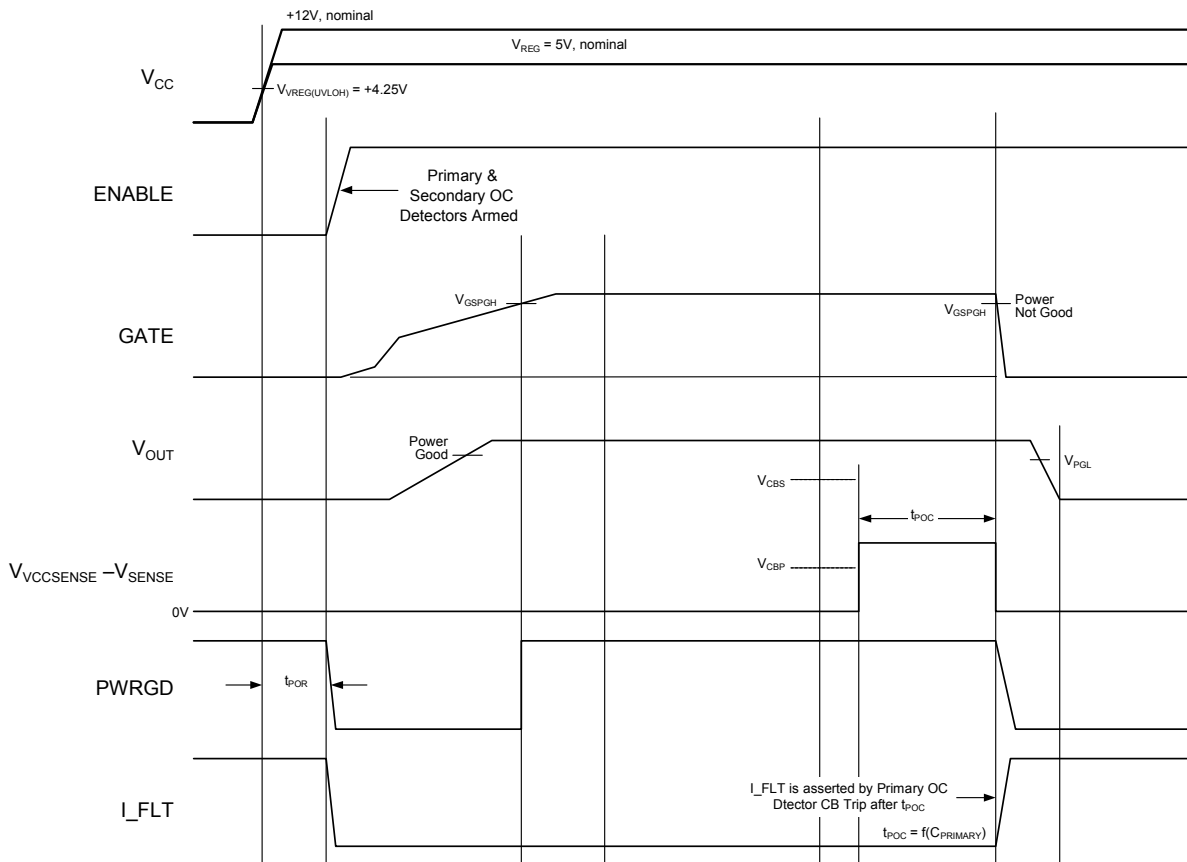 +12V, nominal
V_REG = 5V, nominal
V_CC
V_VREG(UVLOH) = +4.25V
ENABLE
Primary &
Secondary OC
Detectors Armed
V_GSPGH
V_GSPGH
Power
Not Good
GATE
V_OUT
Power
Good
V_PGL
V_CBS
t_POC
V_CBP
V_VCCSENSE –V_SENSE
0V
PWRGD
t_POR
I_FLT
I_FLT is asserted by Primary OC
Dtector CB Trip after t_POC
t_POC = f(C_PRIMARY)